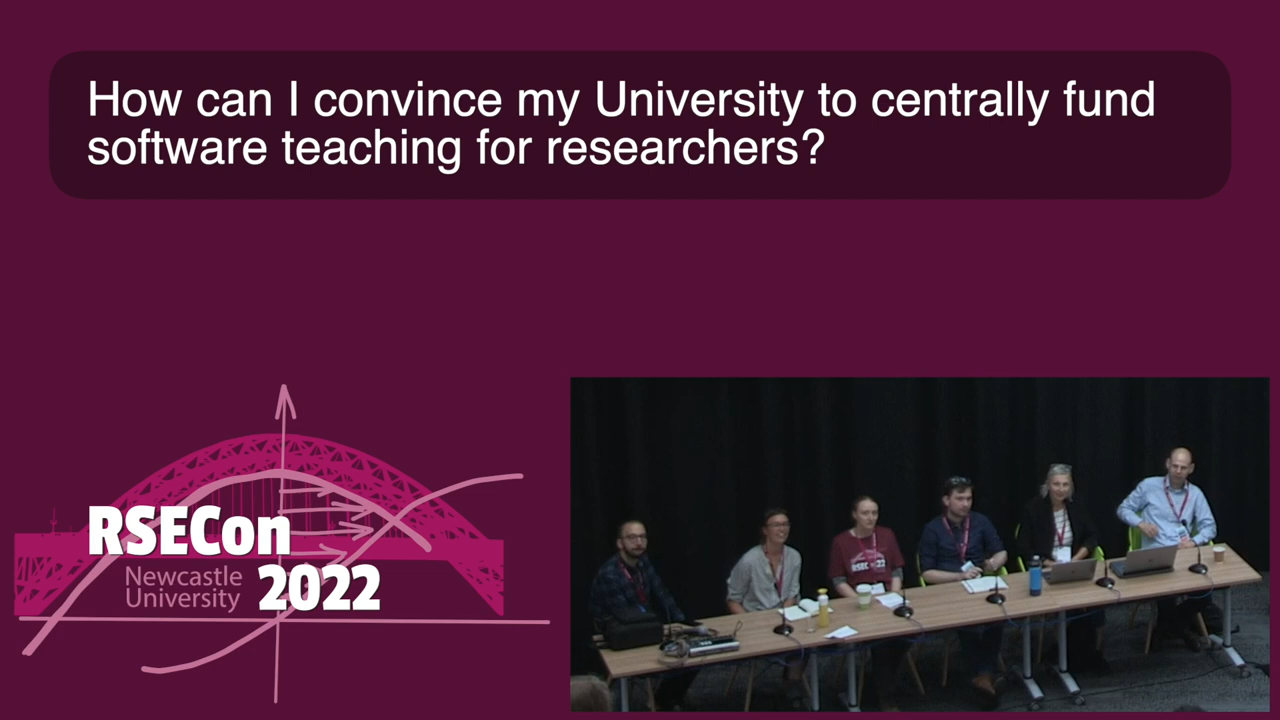 How can I convince my University to centrally fund
software teaching for researchers?
RSECon
Newcastle
University
2022